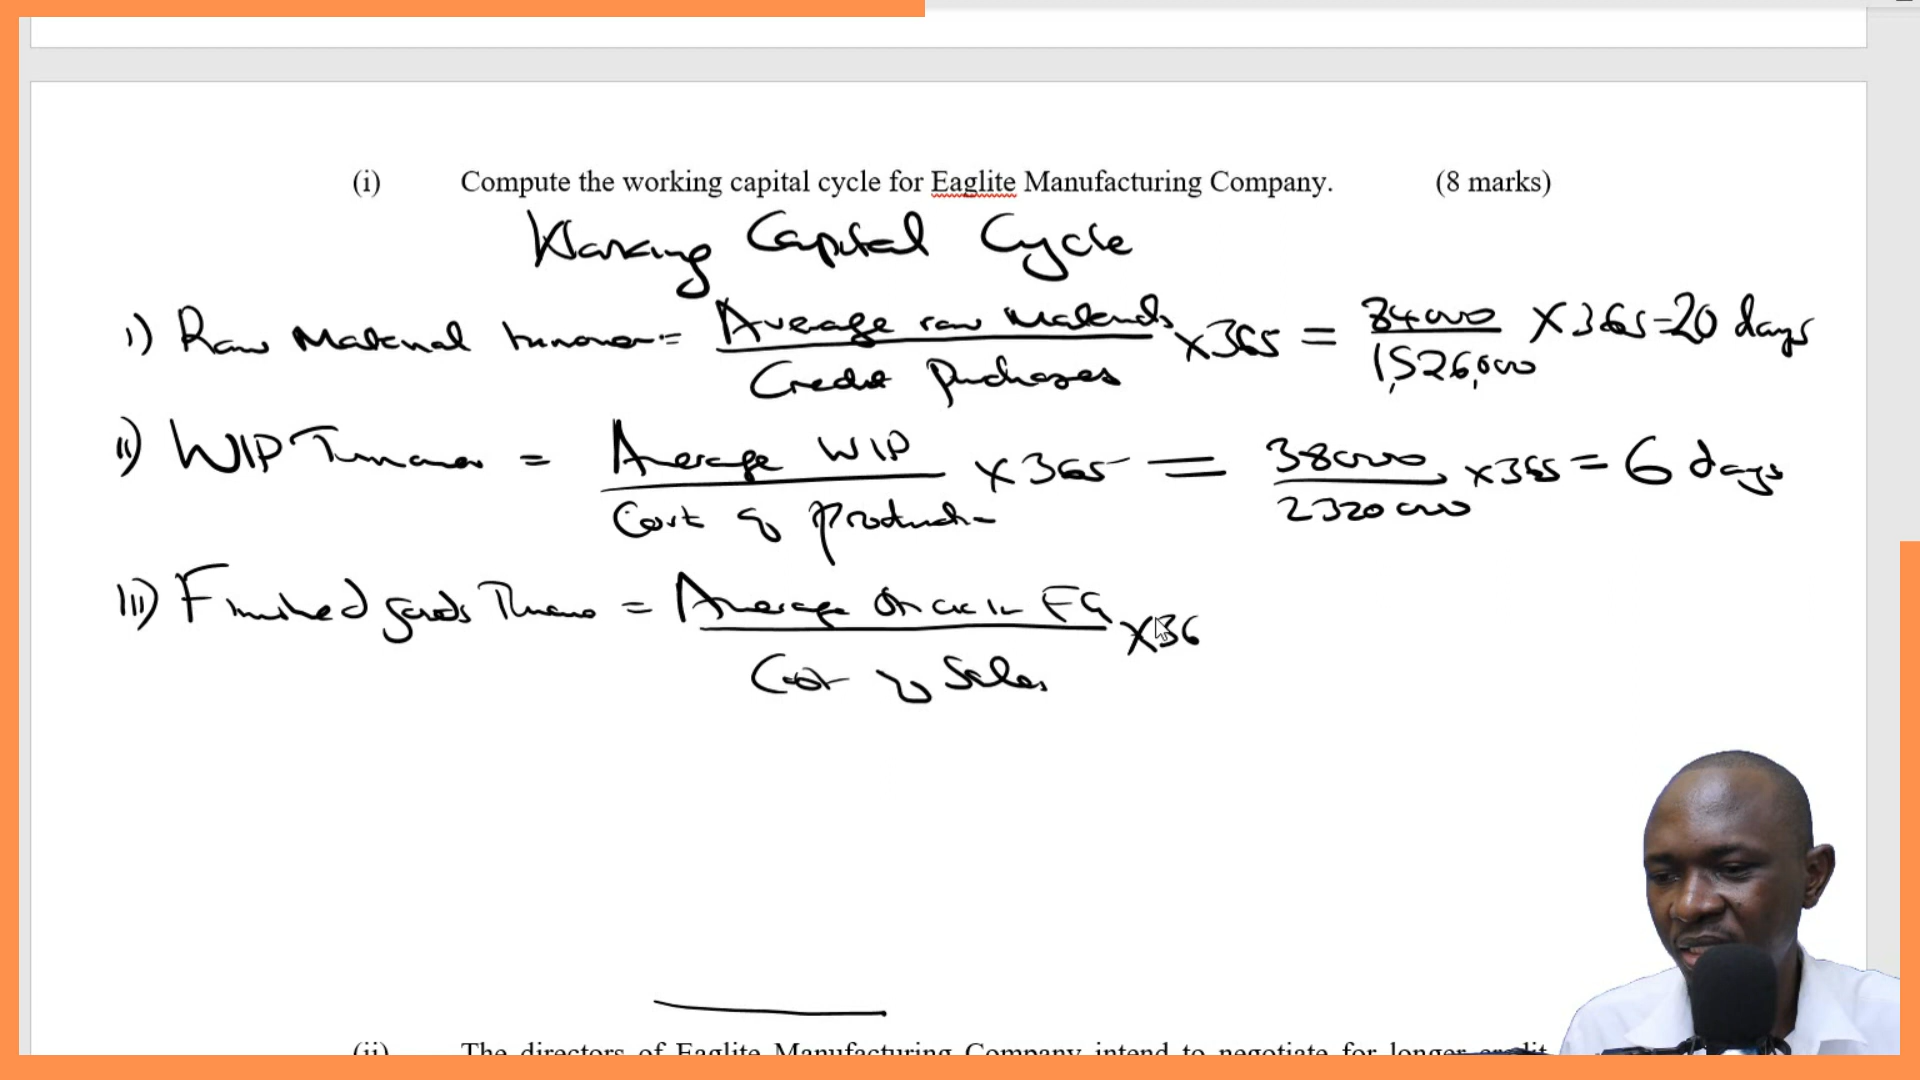 (i) Compute the working capital cycle for Eaglite Manufacturing Company. (8 marks)
Working Capital Cycle
i) Raw Material turnover = Average raw Materials / Credit Purchases x365 = 84000 / 1,526,000 x 365 = 20 days
ii) WIP Turnover = Average WIP / Cost of production x365 = 38000 / 2320000 x365 = 6 days
iii) Finished goods Turnover = Average stock in FG / Cost of Sales x36
(ii) The directors of Eaglite Manufacturing Company intend to negotiate for longer credit